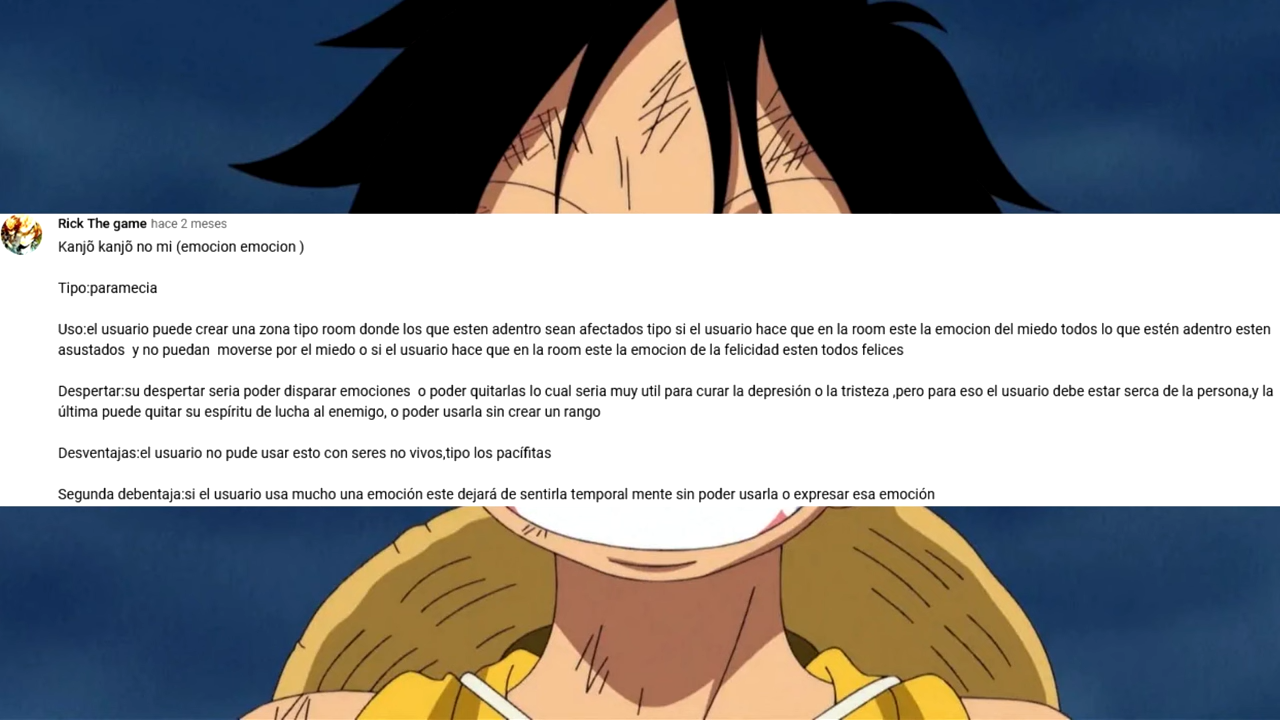 Rick The game hace 2 meses
Kanjõ kanjõ no mi (emocion emocion )
Tipo:paramecia
Uso:el usuario puede crear una zona tipo room donde los que esten adentro sean afectados tipo si el usuario hace que en la room este la emocion del miedo todos lo que estén adentro esten
asustados  y no puedan  moverse por el miedo o si el usuario hace que en la room este la emocion de la felicidad esten todos felices
Despertar:su despertar seria poder disparar emociones  o poder quitarlas lo cual seria muy util para curar la depresión o la tristeza ,pero para eso el usuario debe estar serca de la persona,y la
última puede quitar su espíritu de lucha al enemigo, o poder usarla sin crear un rango
Desventajas:el usuario no pude usar esto con seres no vivos,tipo los pacífitas
Segunda debentaja:si el usuario usa mucho una emoción este dejará de sentirla temporal mente sin poder usarla o expresar esa emoción